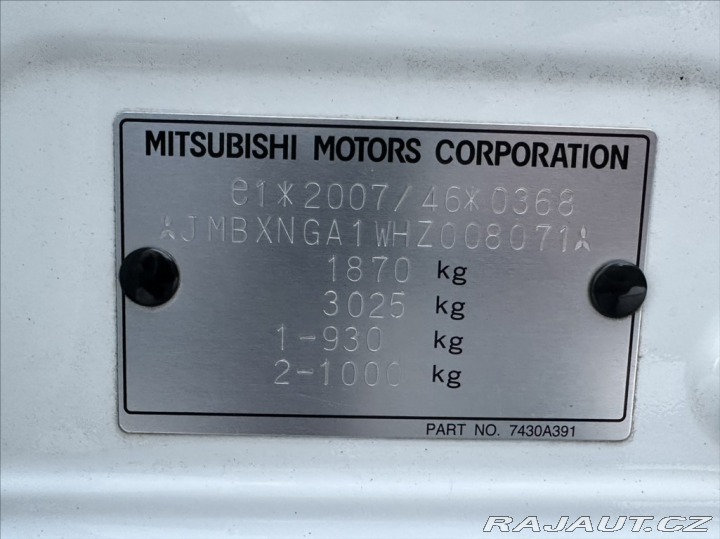 MITSUBISHI MOTORS CORPORATION
e1*2007/46*0368
JMBXNGA1WHZ008071
1870 kg
3025 kg
1-930 kg
2-1000 kg
PART NO. 7430A391
RAJAUT.CZ